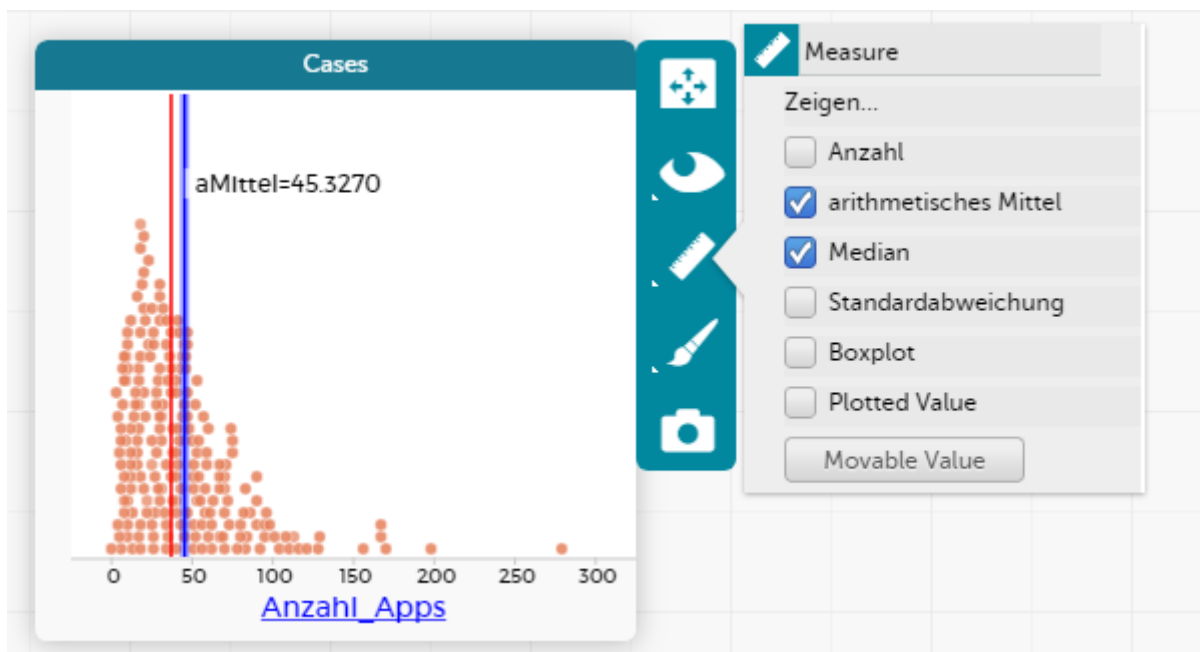 Cases
aMittel=45.3270
0 50 100 150 200 250 300
Anzahl_Apps
Measure
Zeigen...
Anzahl
arithmetisches Mittel
Median
Standardabweichung
Boxplot
Plotted Value
Movable Value